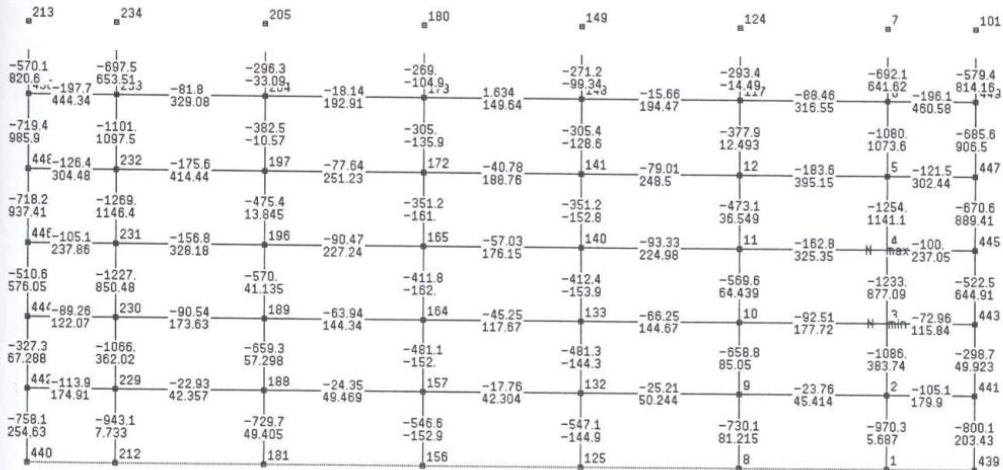 213 234 205 180 149 124 7 101
-570.1 -697.5 -296.3 -269. -271.2 -293.4 -692.1 -579.4
820.6 653.51 -33.09 -104.9 -99.34 -14.49 641.62 814.16
-197.7 -81.8 -18.14 1.634 -15.66 -88.46 -196.1
444.34 329.08 192.91 149.64 194.47 316.55 460.58
-719.4 -1101. -382.5 -305. -305.4 -377.9 -1080. -685.6
985.9 1097.5 -10.57 -135.9 -128.6 12.493 1073.6 906.5
448 -126.4 232 -175.6 197 -77.64 172 -40.78 141 -79.01 12 -183.6 5 -121.5 447
304.48 414.44 251.23 188.76 248.5 395.15 302.44
-718.2 -1269. -475.4 -351.2 -351.2 -473.1 -1254. -670.6
937.41 1146.4 13.845 -161. -152.8 36.549 1141.1 889.41
446 -105.1 231 -156.8 196 -90.47 165 -57.03 140 -93.33 11 -162.8 4 -100. 445
237.86 328.18 227.24 176.15 224.98 325.35 N max 237.05
-510.6 -1227. -570. -411.8 -412.4 -569.6 -1233. -522.5
576.05 850.48 41.135 -162. -153.9 64.439 877.09 644.91
444 -89.26 230 -90.54 189 -63.94 164 -45.25 133 -66.25 10 -92.51 3 -72.96 443
122.07 173.63 144.34 117.67 144.67 177.72 N min 115.84
-327.3 -1066. -659.3 -481.1 -481.3 -658.8 -1086. -298.7
67.288 362.02 57.298 -152. -144.3 85.05 383.74 49.923
442 -113.9 229 -22.93 188 -24.35 157 -17.76 132 -25.21 9 -23.76 2 -105.1 441
174.91 42.357 49.469 42.304 50.244 45.414 179.9
-758.1 -943.1 -729.7 -546.6 -547.1 -730.1 -970.3 -800.1
254.63 7.733 49.405 -152.9 -144.9 81.215 5.687 203.43
440 212 181 156 125 8 1 439